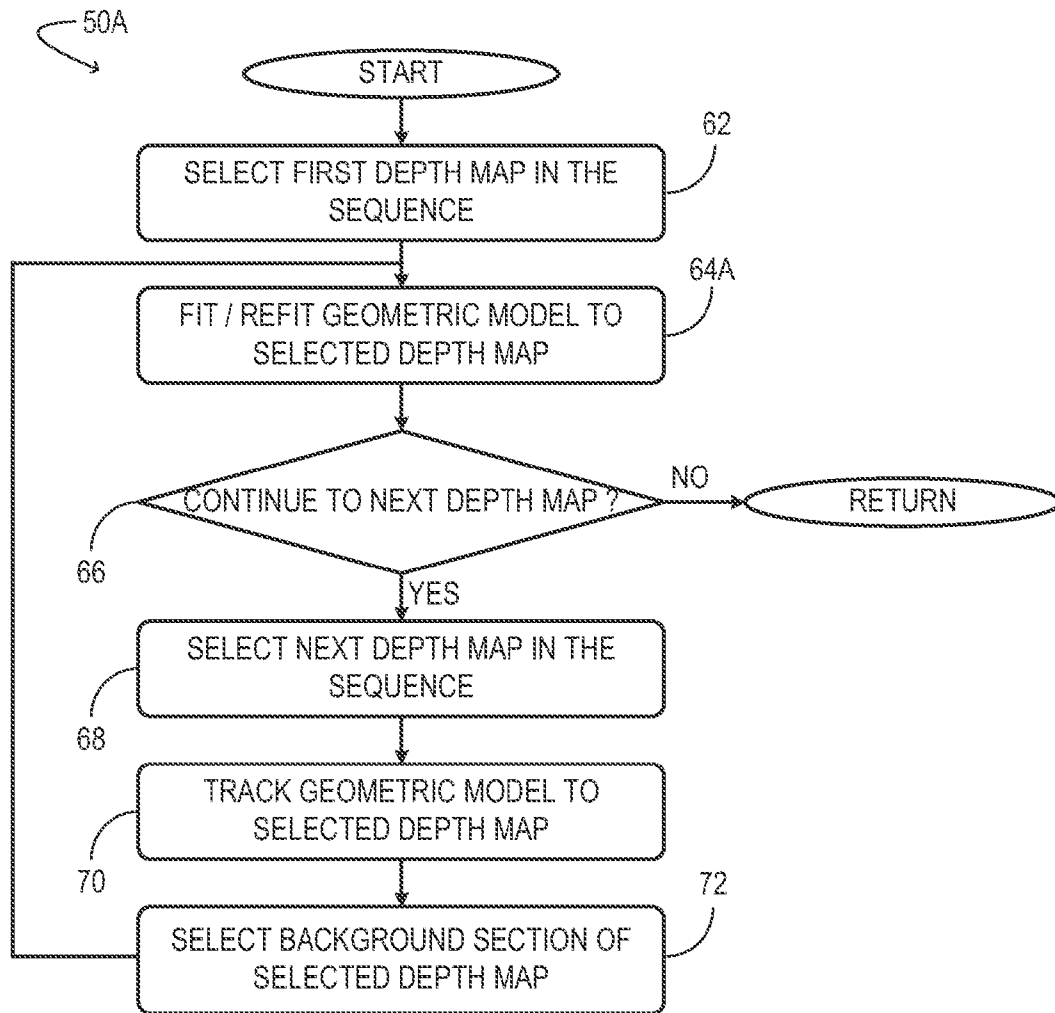 50A
START
62
SELECT FIRST DEPTH MAP IN THE
SEQUENCE
64A
FIT / REFIT GEOMETRIC MODEL TO
SELECTED DEPTH MAP
CONTINUE TO NEXT DEPTH MAP ?
NO
RETURN
66
YES
SELECT NEXT DEPTH MAP IN THE
SEQUENCE
68
TRACK GEOMETRIC MODEL TO
SELECTED DEPTH MAP
70
72
SELECT BACKGROUND SECTION OF
SELECTED DEPTH MAP